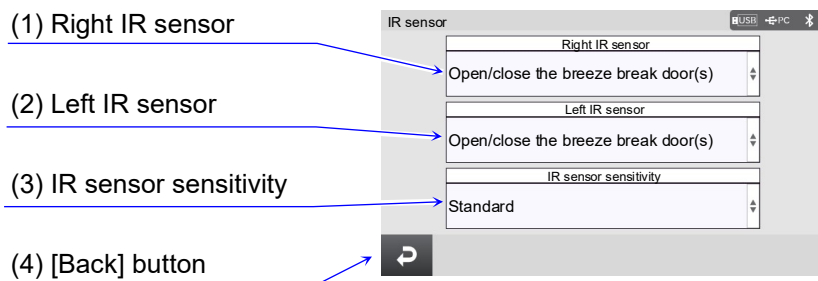 (1) Right IR sensor
(2) Left IR sensor
(3) IR sensor sensitivity
(4) [Back] button
IR sensor
USB PC
Right IR sensor
Open/close the breeze break door(s)
Left IR sensor
Open/close the breeze break door(s)
IR sensor sensitivity
Standard